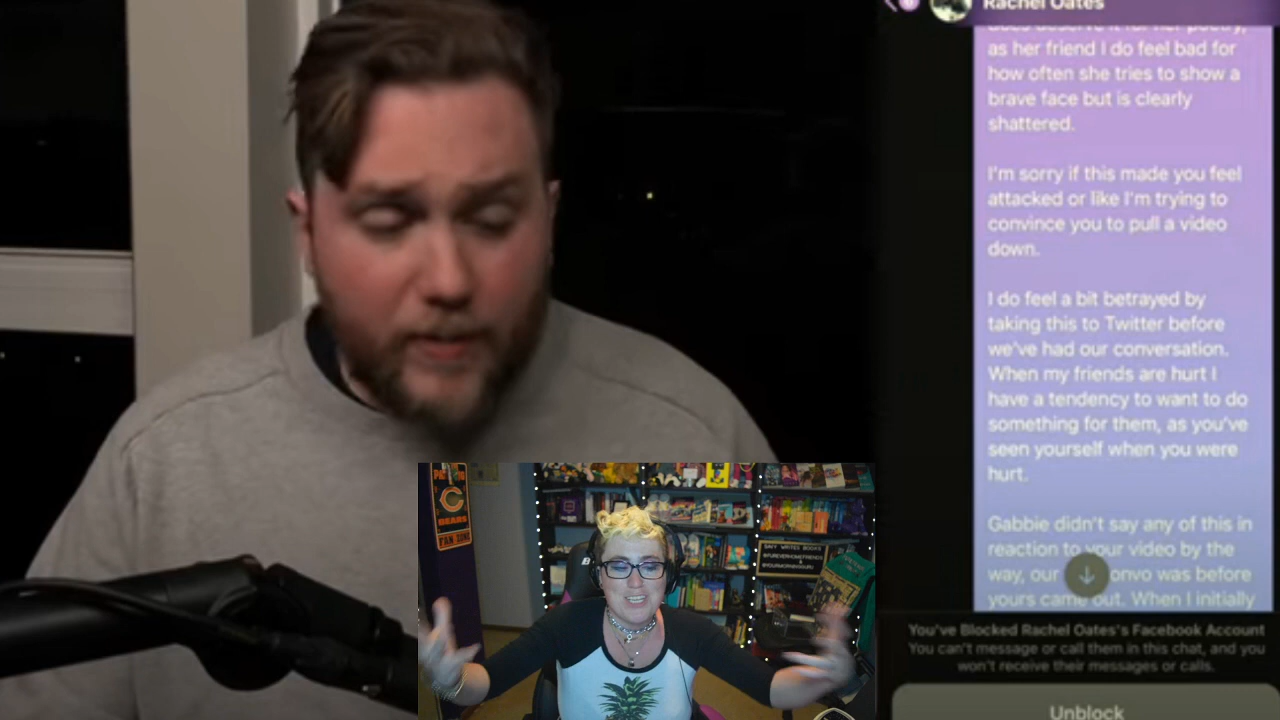 Rachel Oates
does deserve it for her poetry,
as her friend I do feel bad for
how often she tries to show a
brave face but is clearly
shattered.
I'm sorry if this made you feel
attacked or like I'm trying to
convince you to pull a video
down.
I do feel a bit betrayed by
taking this to Twitter before
we've had our conversation.
When my friends are hurt I
have a tendency to want to do
something for them, as you've
seen yourself when you were
hurt.
Gabbie didn't say any of this in
reaction to your video by the
way, our onvo was before
yours came out. When I initially
You've Blocked Rachel Oates's Facebook Account
You can't message or call them in this chat, and you
won't receive their messages or calls.
Unblock
BEARS
FAN ZONE
SAVY WRITES BOOKS